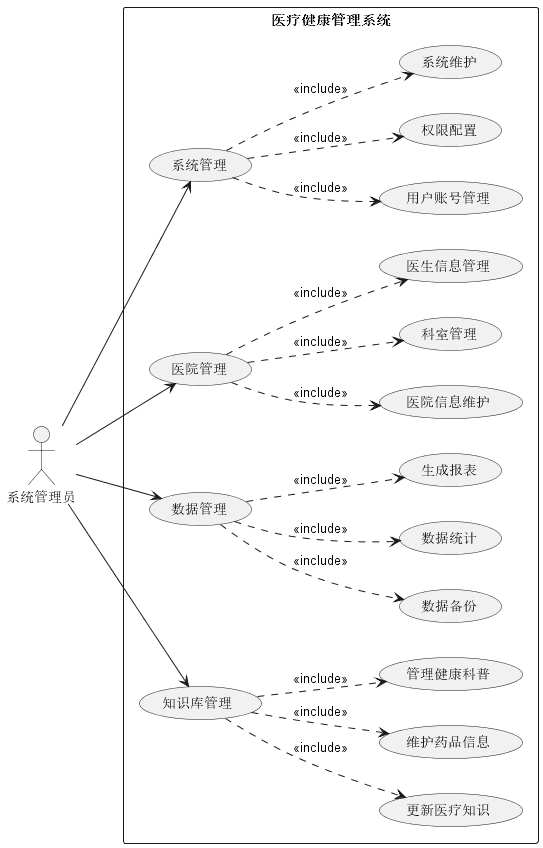 医疗健康管理系统
系统维护
«include»
权限配置
«include»
系统管理
«include»
用户账号管理
医生信息管理
«include»
科室管理
«include»
医院管理
«include»
医院信息维护
系统管理员
生成报表
«include»
数据管理
«include»
数据统计
«include»
数据备份
管理健康科普
«include»
知识库管理
«include»
维护药品信息
«include»
更新医疗知识